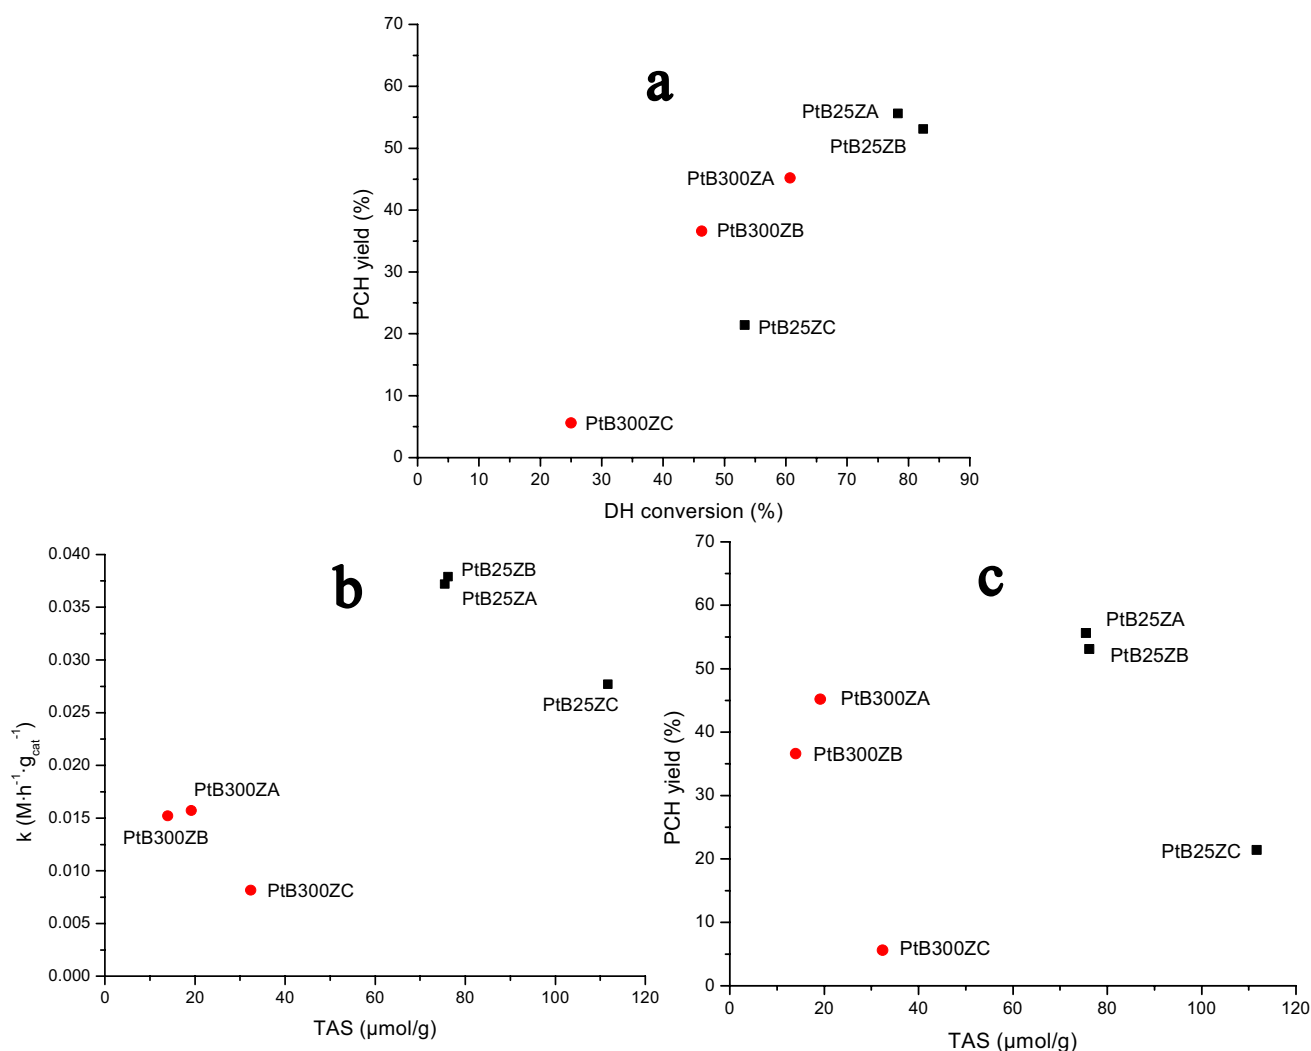 a
70
60
50
40
30
20
10
0
PCH yield (%)
PtB25ZA
PtB25ZB
PtB300ZA
PtB300ZB
PtB25ZC
PtB300ZC
0 10 20 30 40 50 60 70 80 90
DH conversion (%)
b
0.040
0.035
0.030
0.025
0.020
0.015
0.010
0.005
0.000
k (M·h⁻¹·g_cat⁻¹)
PtB25ZB
PtB25ZA
PtB25ZC
PtB300ZA
PtB300ZB
PtB300ZC
0 20 40 60 80 100 120
TAS (μmol/g)
c
70
60
50
40
30
20
10
0
PCH yield (%)
PtB25ZA
PtB25ZB
PtB300ZA
PtB300ZB
PtB25ZC
PtB300ZC
0 20 40 60 80 100 120
TAS (μmol/g)